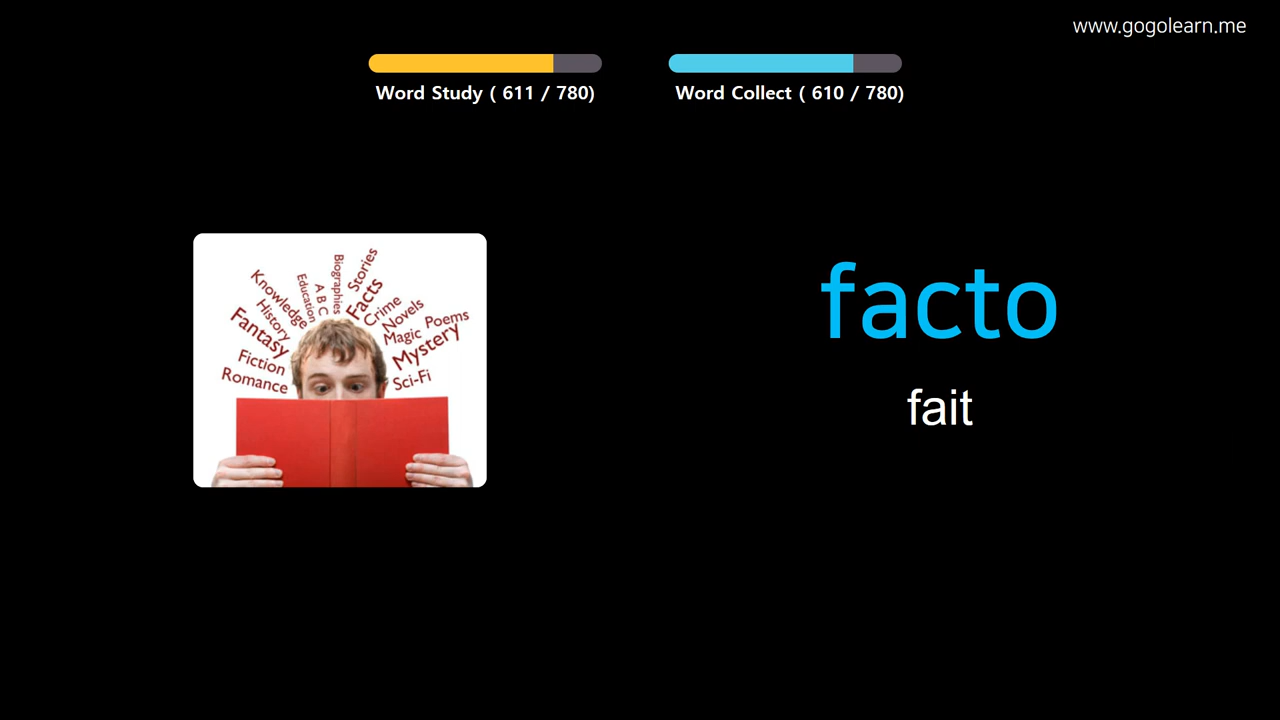 www.gogolearn.me
Word Study ( 611 / 780)
Word Collect ( 610 / 780)
Knowledge
History
Fantasy
Fiction
Romance
Education
A B C
Biographies
Stories
Facts
Crime
Novels
Magic
Poems
Mystery
Sci-Fi
facto
fait